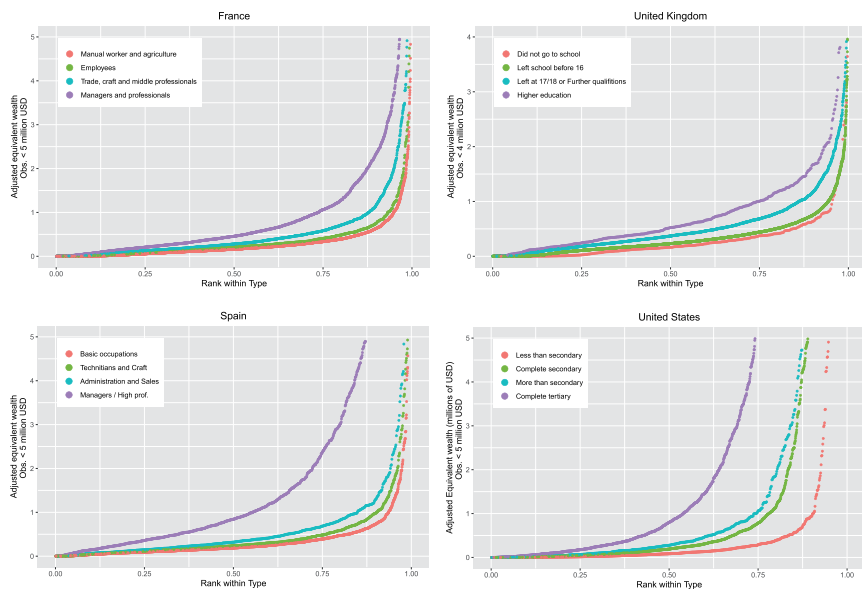 France
Adjusted equivalent wealth
Obs. < 5 million USD
5
4
3
2
1
0
Manual worker and agriculture
Employees
Trade, craft and middle professionals
Managers and professionals
0.00
0.25
0.50
0.75
1.00
Rank within Type
United Kingdom
Adjusted equivalent wealth
Obs. < 4 million USD
4
3
2
1
0
Did not go to school
Left school before 16
Left at 17/18 or Further qualifitions
Higher education
0.00
0.25
0.50
0.75
1.00
Rank within Type
Spain
Adjusted equivalent wealth
Obs. < 5 million USD
5
4
3
2
1
0
Basic occupations
Technitians and Craft
Administration and Sales
Managers / High prof.
0.00
0.25
0.50
0.75
1.00
Rank within Type
United States
Adjusted Equivalent wealth (millions of USD)
Obs. < 5 million USD
5
4
3
2
1
0
Less than secondary
Complete secondary
More than secondary
Complete tertiary
0.00
0.25
0.50
0.75
1.00
Rank within Type